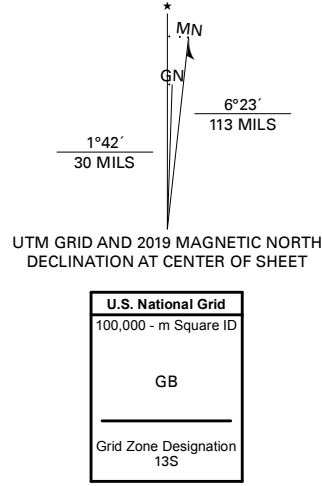 ★
MN
GN
6°23´
113 MILS
1°42´
30 MILS
UTM GRID AND 2019 MAGNETIC NORTH
DECLINATION AT CENTER OF SHEET
U.S. National Grid
100,000 - m Square ID
GB
Grid Zone Designation
13S